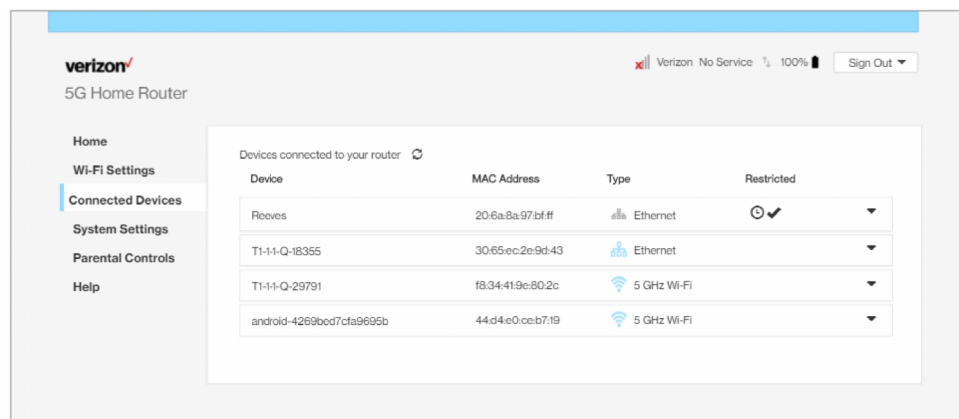 verizon
Verizon No Service 100% Sign Out
5G Home Router
Home
Wi-Fi Settings
Connected Devices
System Settings
Parental Controls
Help
Devices connected to your router
Device MAC Address Type Restricted
Reeves 20:6a:8a:97:bf:ff Ethernet
T1-1-1-Q-18355 30:65:ec:2e:9d:43 Ethernet
T1-1-1-Q-29791 f8:34:41:9e:80:2c 5 GHz Wi-Fi
android-4269bed7cfa9695b 44:d4:e0:ce:b7:19 5 GHz Wi-Fi